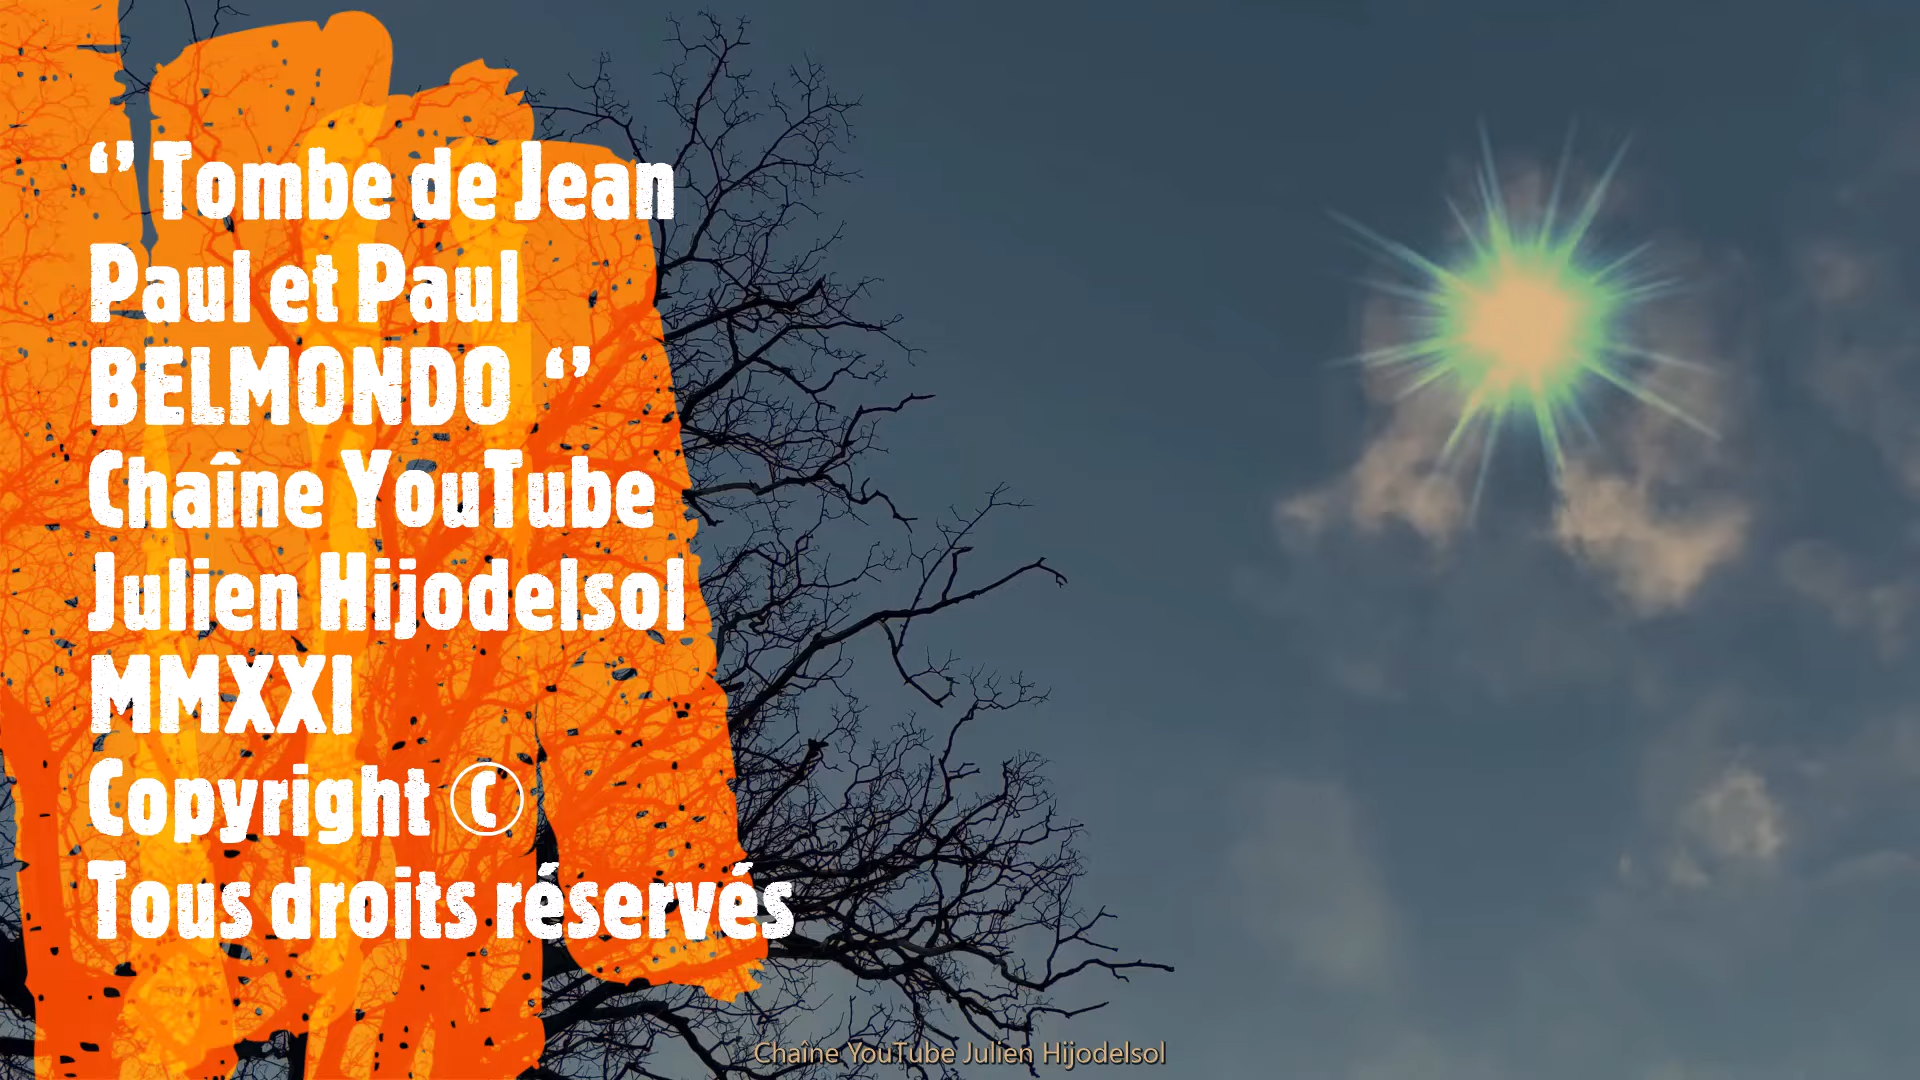 ‘’ Tombe de Jean
Paul et Paul
BELMONDO ‘’
Chaîne YouTube
Julien Hijodelsol
MMXXI
Copyright ©
Tous droits réservés
Chaîne YouTube Julien Hijodelsol